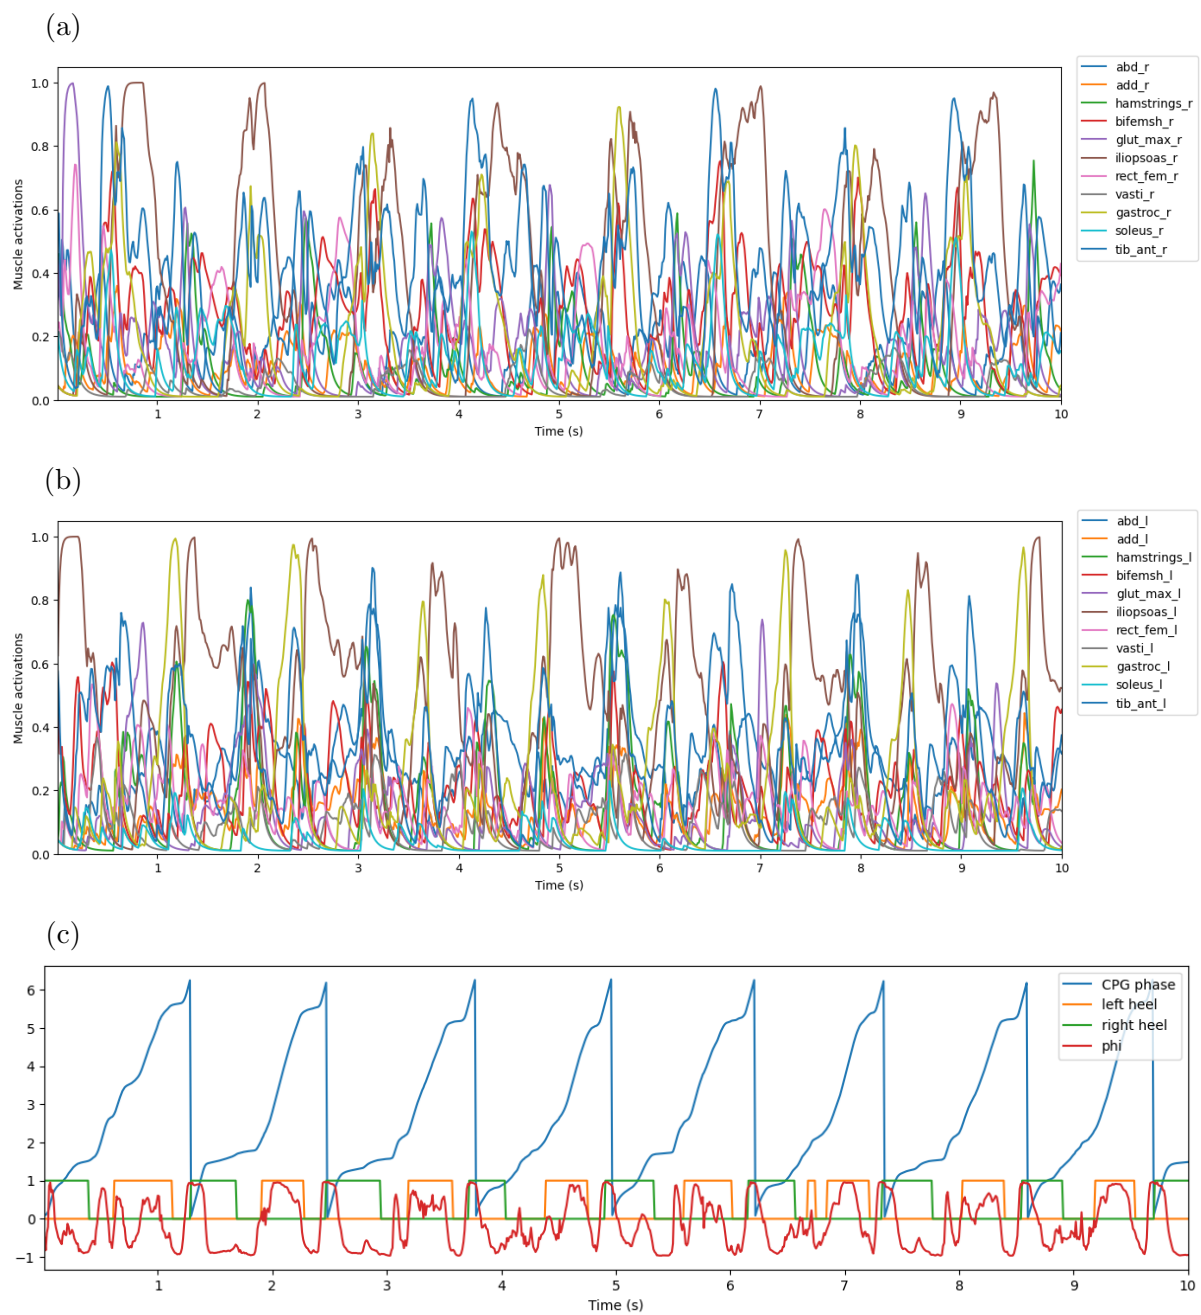 (a)
Muscle activations
1.0
0.8
0.6
0.4
0.2
0.0
1 2 3 4 5 6 7 8 9 10
Time (s)
abd_r
add_r
hamstrings_r
bifemsh_r
glut_max_r
iliopsoas_r
rect_fem_r
vasti_r
gastroc_r
soleus_r
tib_ant_r
(b)
Muscle activations
1.0
0.8
0.6
0.4
0.2
0.0
1 2 3 4 5 6 7 8 9 10
Time (s)
abd_l
add_l
hamstrings_l
bifemsh_l
glut_max_l
iliopsoas_l
rect_fem_l
vasti_l
gastroc_l
soleus_l
tib_ant_l
(c)
6
5
4
3
2
1
0
−1
1 2 3 4 5 6 7 8 9 10
Time (s)
CPG phase
left heel
right heel
phi